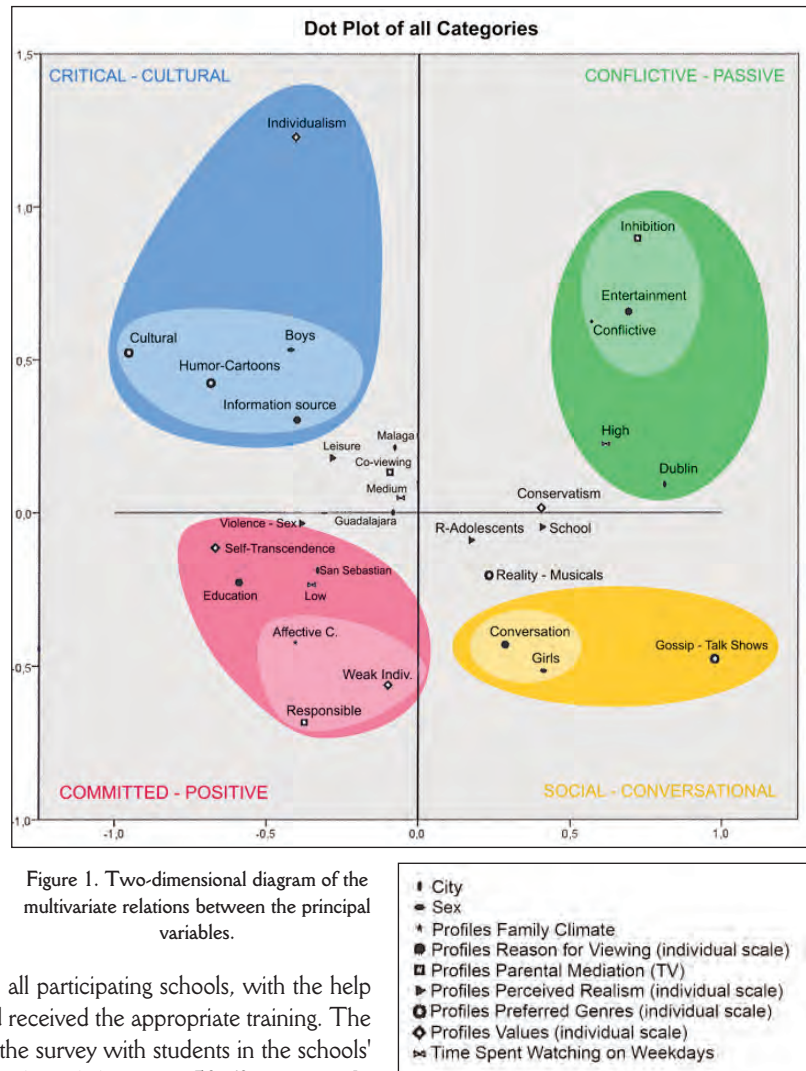 Dot Plot of all Categories
1,5
CRITICAL - CULTURAL
CONFLICTIVE - PASSIVE
Individualism
1,0
Inhibition
Entertainment
Conflictive
Cultural
Boys
0,5
Humor-Cartoons
Information source
High
Malaga
Leisure
Co-viewing
Dublin
Medium
Conservatism
0,0
Guadalajara
Violence - Sex
R-Adolescents
School
Self-Transcendence
San Sebastian
Reality - Musicals
Education
Low
Affective C.
Conversation
Gossip - Talk Shows
-0,5
Girls
Weak Indiv.
Responsible
COMMITTED - POSITIVE
SOCIAL - CONVERSATIONAL
-1,0
-1,0 -0,5 0,0 0,5 1,0
Figure 1. Two-dimensional diagram of the
multivariate relations between the principal
variables.
City
Sex
Profiles Family Climate
Profiles Reason for Viewing (individual scale)
Profiles Parental Mediation (TV)
Profiles Perceived Realism (individual scale)
Profiles Preferred Genres (individual scale)
Profiles Values (individual scale)
Time Spent Watching on Weekdays
all participating schools, with the help
received the appropriate training. The
the survey with students in the schools'